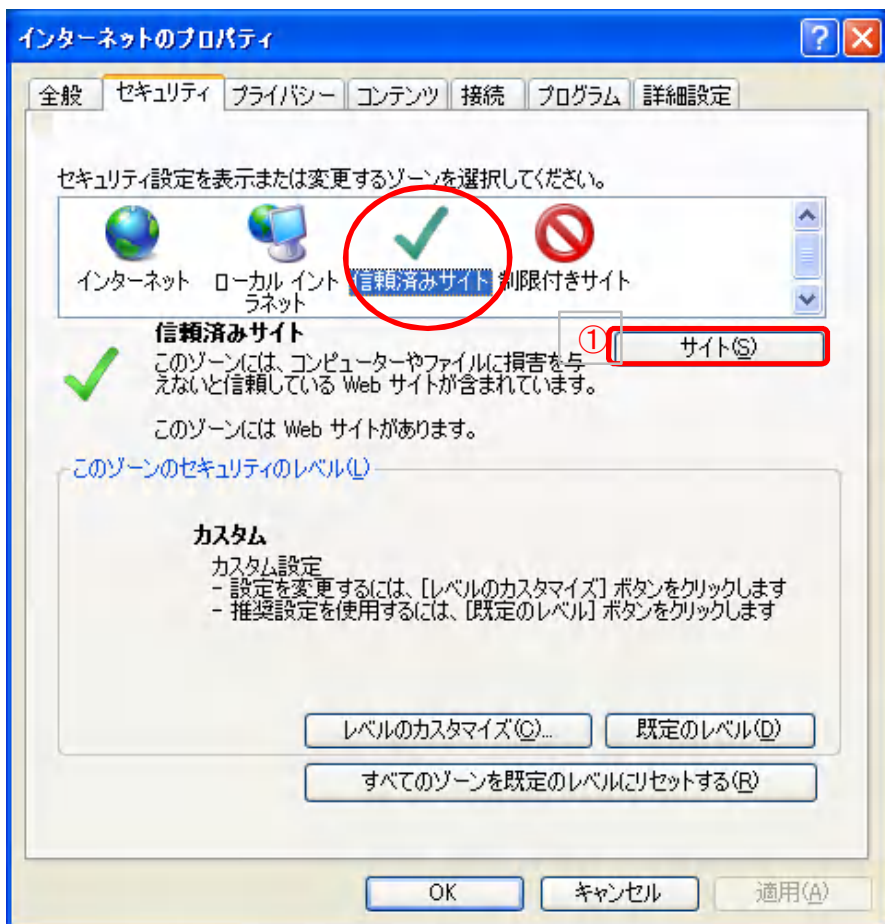 インターネットのプロパティ
全般 セキュリティ プライバシー コンテンツ 接続 プログラム 詳細設定
セキュリティ設定を表示または変更するゾーンを選択してください。
インターネット ローカル イント 信頼済みサイト 制限付きサイト
ラネット
信頼済みサイト
① サイト(S)
このゾーンには、コンピューターやファイルに損害を与
えないと信頼している Web サイトが含まれています。
このゾーンには Web サイトがあります。
このゾーンのセキュリティのレベル(L)
カスタム
カスタム設定
- 設定を変更するには、[レベルのカスタマイズ] ボタンをクリックします
- 推奨設定を使用するには、[既定のレベル] ボタンをクリックします
レベルのカスタマイズ(C)... 既定のレベル(D)
すべてのゾーンを既定のレベルにリセットする(R)
OK キャンセル 適用(A)